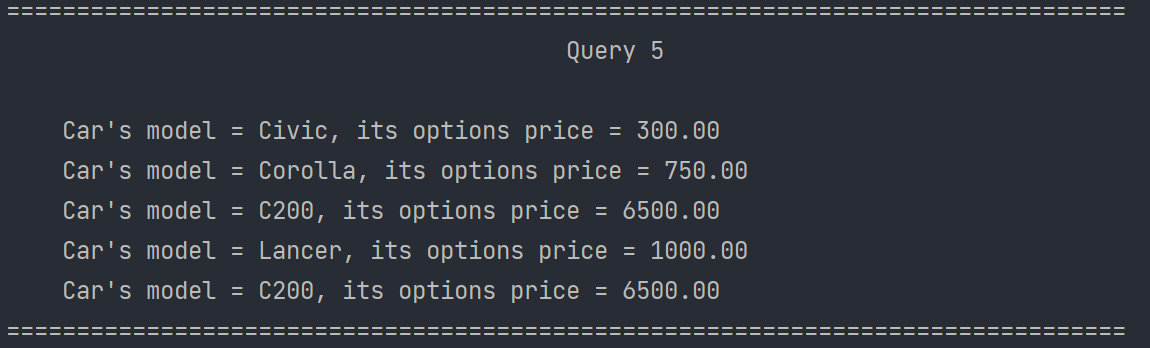 ================================================================================
Query 5
Car's model = Civic, its options price = 300.00
Car's model = Corolla, its options price = 750.00
Car's model = C200, its options price = 6500.00
Car's model = Lancer, its options price = 1000.00
Car's model = C200, its options price = 6500.00
================================================================================